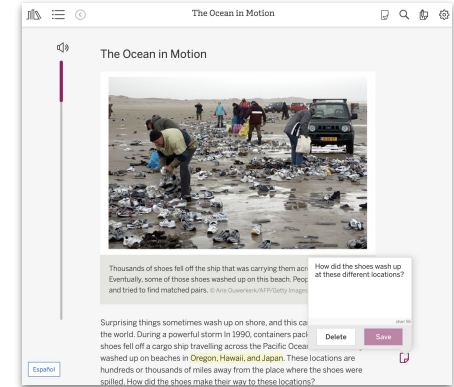 The Ocean in Motion
The Ocean in Motion
Thousands of shoes fell off the ship that was carrying them acr
Eventually, some of those shoes washed up on this beach. Peop
and tried to find matched pairs. © Ane Ouwerkerk/AFP/Getty Images
How did the shoes wash up
at these different locations?
Delete
Save
Surprising things sometimes wash up on shore, and this ca
the world. During a powerful storm in 1990, containers pack
shoes fell off a cargo ship travelling across the Pacific Ocea
washed up on beaches in Oregon, Hawaii, and Japan. These locations are
hundreds or thousands of miles away from the place where the shoes were
spilled. How did the shoes make their way to these locations?
Español